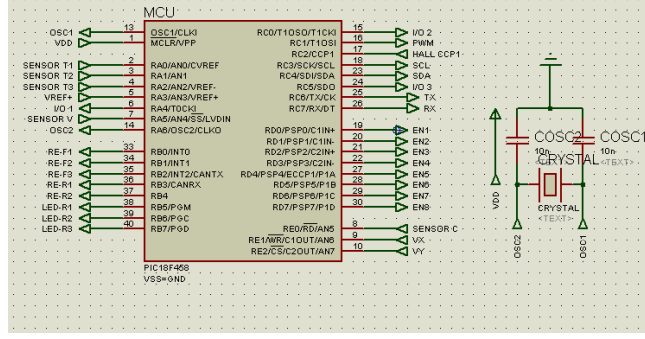 MCU
OSC1 13 OSC1/CLKI RC0/T1OSO/T1CKI 15 I/O 2
VDD 1 MCLR/VPP RC1/T1OSI 16 PWM
RC2/CCP1 17 HALL CCP1
SENSOR T1 2 RA0/AN0/CVREF RC3/SCK/SCL 18 SCL
SENSOR T2 3 RA1/AN1 RC4/SDI/SDA 23 SDA
SENSOR T3 4 RA2/AN2/VREF- RC5/SDO 24 I/O 3
VREF+ 5 RA3/AN3/VREF+ RC6/TX/CK 25 TX
I/O-1 6 RA4/T0CKI RC7/RX/DT 26 RX
SENSOR V 7 RA5/AN4/SS/LVDIN
OSC2 14 RA6/OSC2/CLKO RD0/PSP0/C1IN+ 19 EN1
RD1/PSP1/C1IN- 20 EN2
RE-F1 33 RB0/INT0 RD2/PSP2/C2IN+ 21 EN3
RE-F2 34 RB1/INT1 RD3/PSP3/C2IN- 22 EN4
RE-F3 35 RB2/INT2/CANTX RD4/PSP4/ECCP1/P1A 27 EN5
RE-R1 36 RB3/CANRX RD5/PSP5/P1B 28 EN6
RE-R2 37 RB4 RD6/PSP6/P1C 29 EN7
LED-R1 38 RB5/PGM RD7/PSP7/P1D 30 EN8
LED-R2 39 RB6/PGC
LED-R3 40 RB7/PGD RE0/RD/AN5 8 SENSOR C
RE1/WR/C1OUT/AN6 9 VX
RE2/CS/C2OUT/AN7 10 VY
PIC18F458
VSS=GND
COSC2 COSC1
10n 10n
<TEXT>
CRYSTAL
CRYSTAL
<TEXT>
VDD
OSC2
OSC1